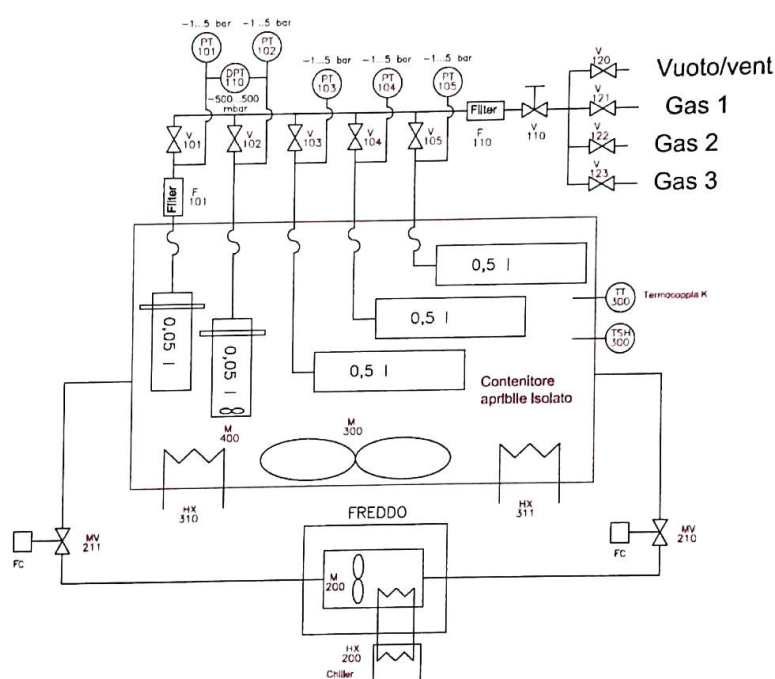 -1...5 bar
-1...5 bar
PT 101
PT 102
DPT 110
-500...500 mbar
-1...5 bar
-1...5 bar
-1...5 bar
PT 103
PT 104
PT 105
V 101
V 102
V 103
V 104
V 105
Filter
F 110
V 110
V 120
Vuoto/vent
V 121
Gas 1
V 122
Gas 2
V 123
Gas 3
Filter
F 101
0,05 l
0,05 l
0,5 l
0,5 l
0,5 l
TT 300
Termocoppia K
TSH 300
Contenitore
apribile Isolato
M 400
M 300
HX 310
HX 311
FREDDO
MV 211
FC
MV 210
FC
M 200
HX 200
Chiller